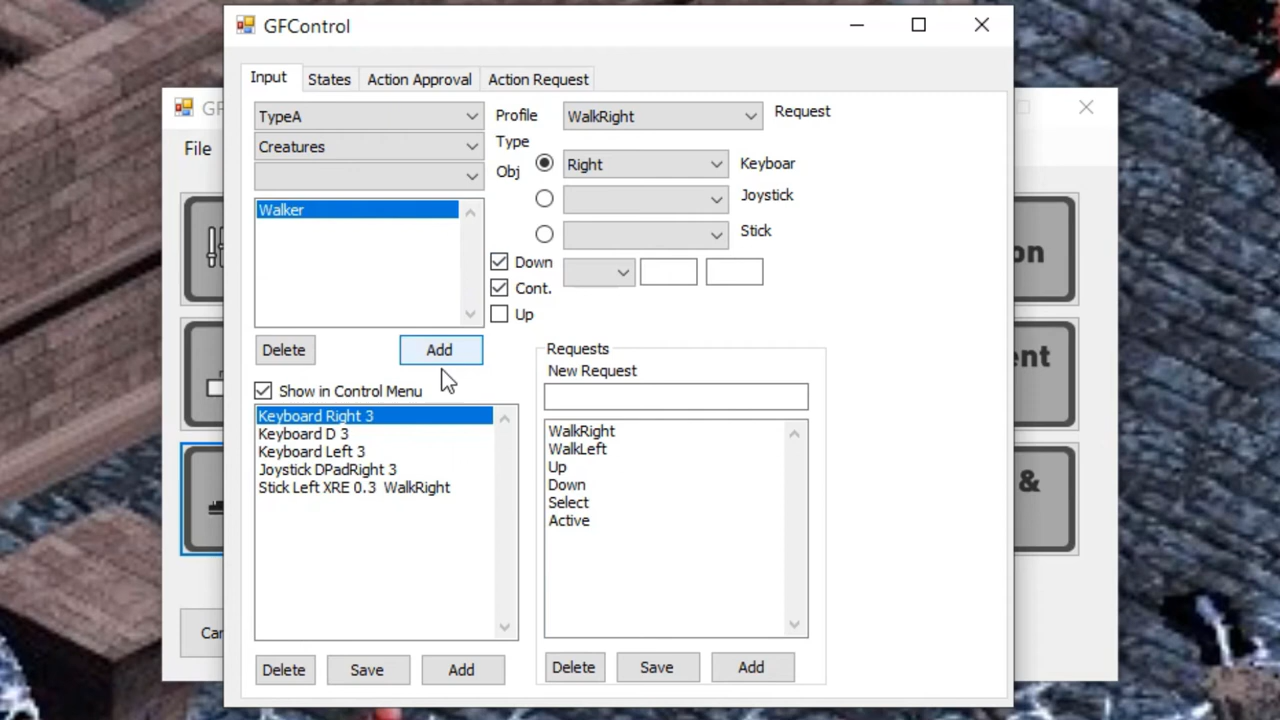 GFControl
Input
States
Action Approval
Action Request
TypeA
Profile
WalkRight
Request
Creatures
Type
Obj
Right
Keyboar
Joystick
Stick
Walker
Down
Cont.
Up
Delete
Add
Show in Control Menu
Keyboard Right 3
Keyboard D 3
Keyboard Left 3
Joystick DPadRight 3
Stick Left XRE 0.3 WalkRight
Delete
Save
Add
Requests
New Request
WalkRight
WalkLeft
Up
Down
Select
Active
Delete
Save
Add
GF
File
on
ent
&
Car